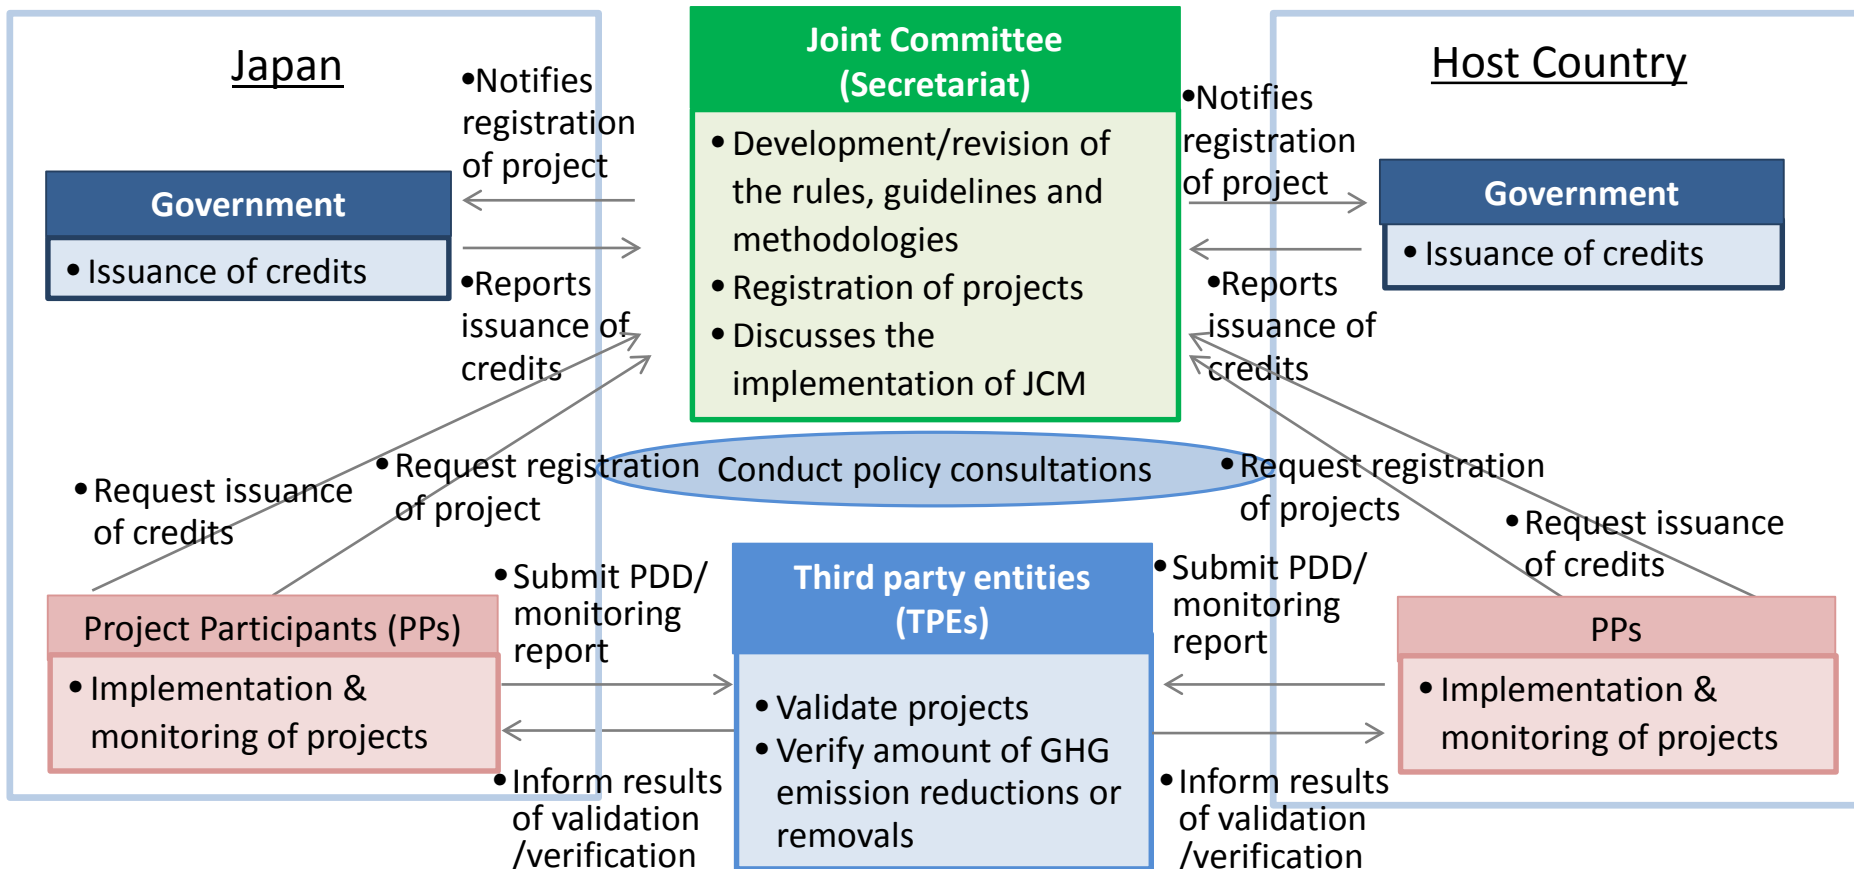 Japan
•Notifies
registration
of project
Government
• Issuance of credits
•Reports
issuance of
credits
Joint Committee
(Secretariat)
• Development/revision of
the rules, guidelines and
methodologies
• Registration of projects
• Discusses the
implementation of JCM
Host Country
•Notifies
registration
of project
Government
• Issuance of credits
•Reports
issuance of
credits
Conduct policy consultations
• Request issuance
of credits
• Request registration
of project
• Request registration
of projects
• Request issuance
of credits
Project Participants (PPs)
• Implementation &
monitoring of projects
• Submit PDD/
monitoring
report
• Inform results
of validation
/verification
Third party entities
(TPEs)
• Validate projects
• Verify amount of GHG
emission reductions or
removals
• Submit PDD/
monitoring
report
• Inform results
of validation
/verification
PPs
• Implementation &
monitoring of projects